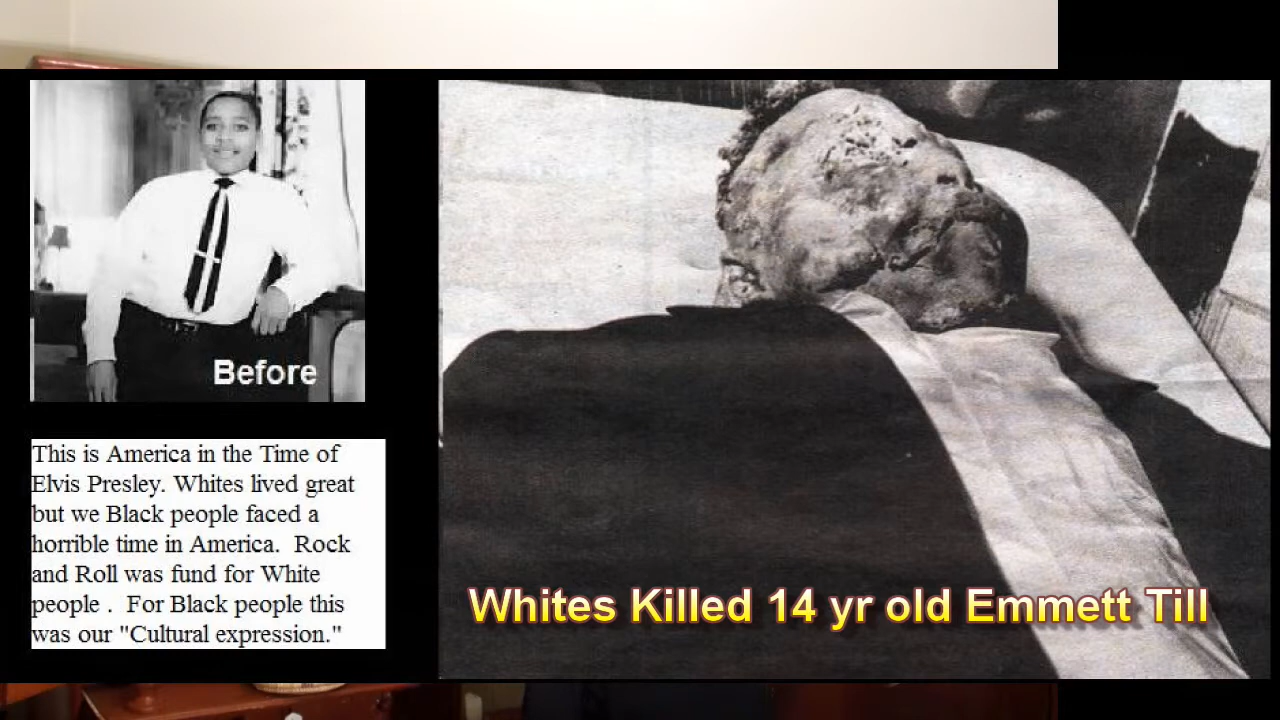 Before
This is America in the Time of
Elvis Presley. Whites lived great
but we Black people faced a
horrible time in America.  Rock
and Roll was fund for White
people .  For Black people this
was our "Cultural expression."
Whites Killed 14 yr old Emmett Till